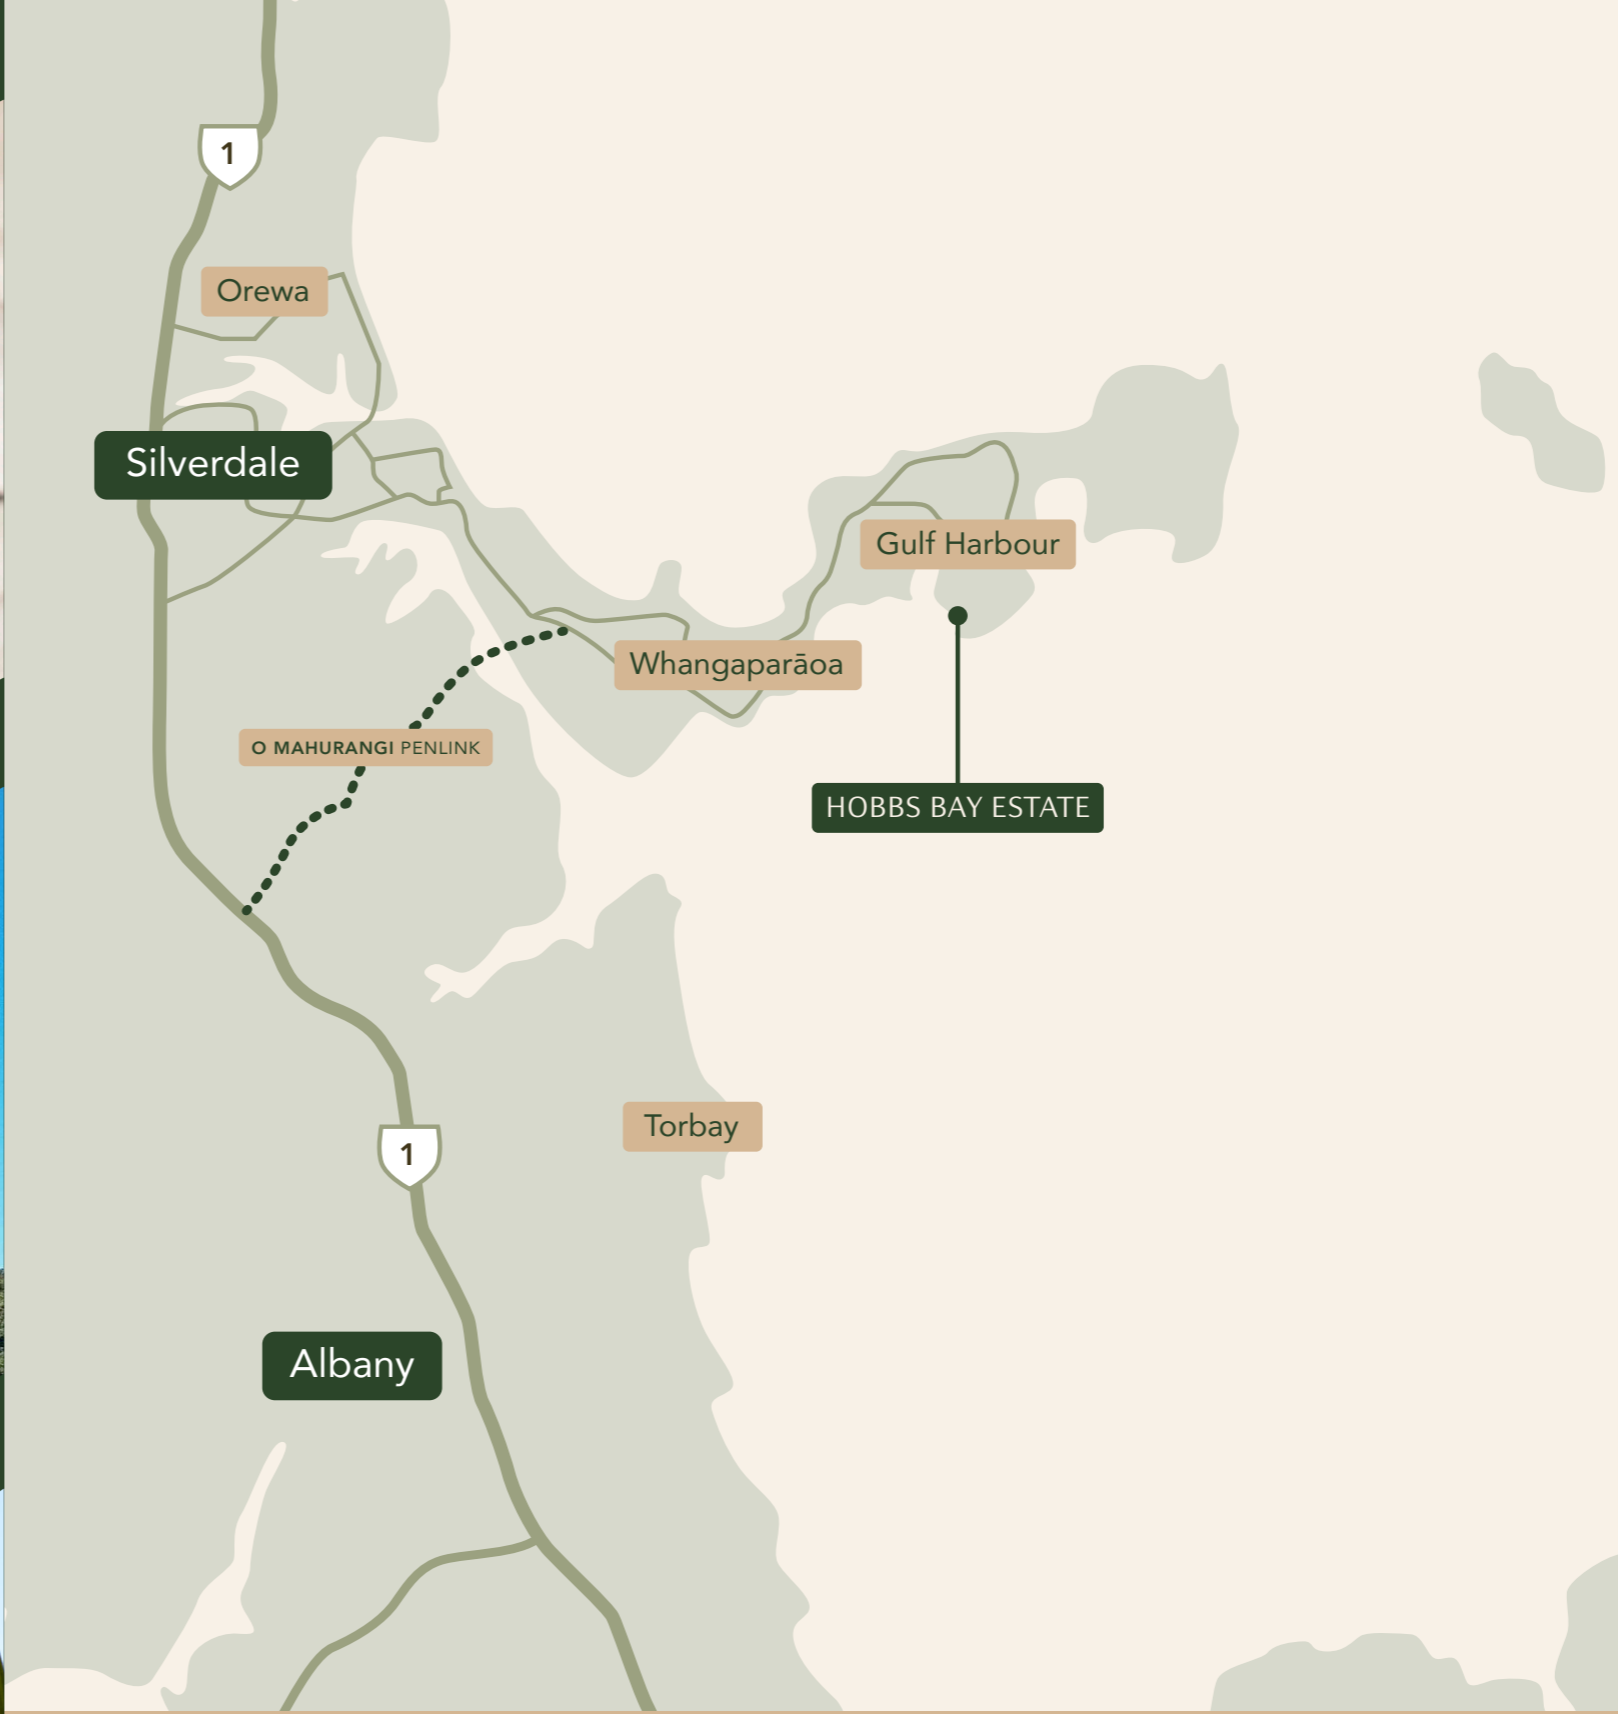 1
Orewa
Silverdale
Gulf Harbour
Whangaparāoa
O MAHURANGI PENLINK
HOBBS BAY ESTATE
Torbay
1
Albany